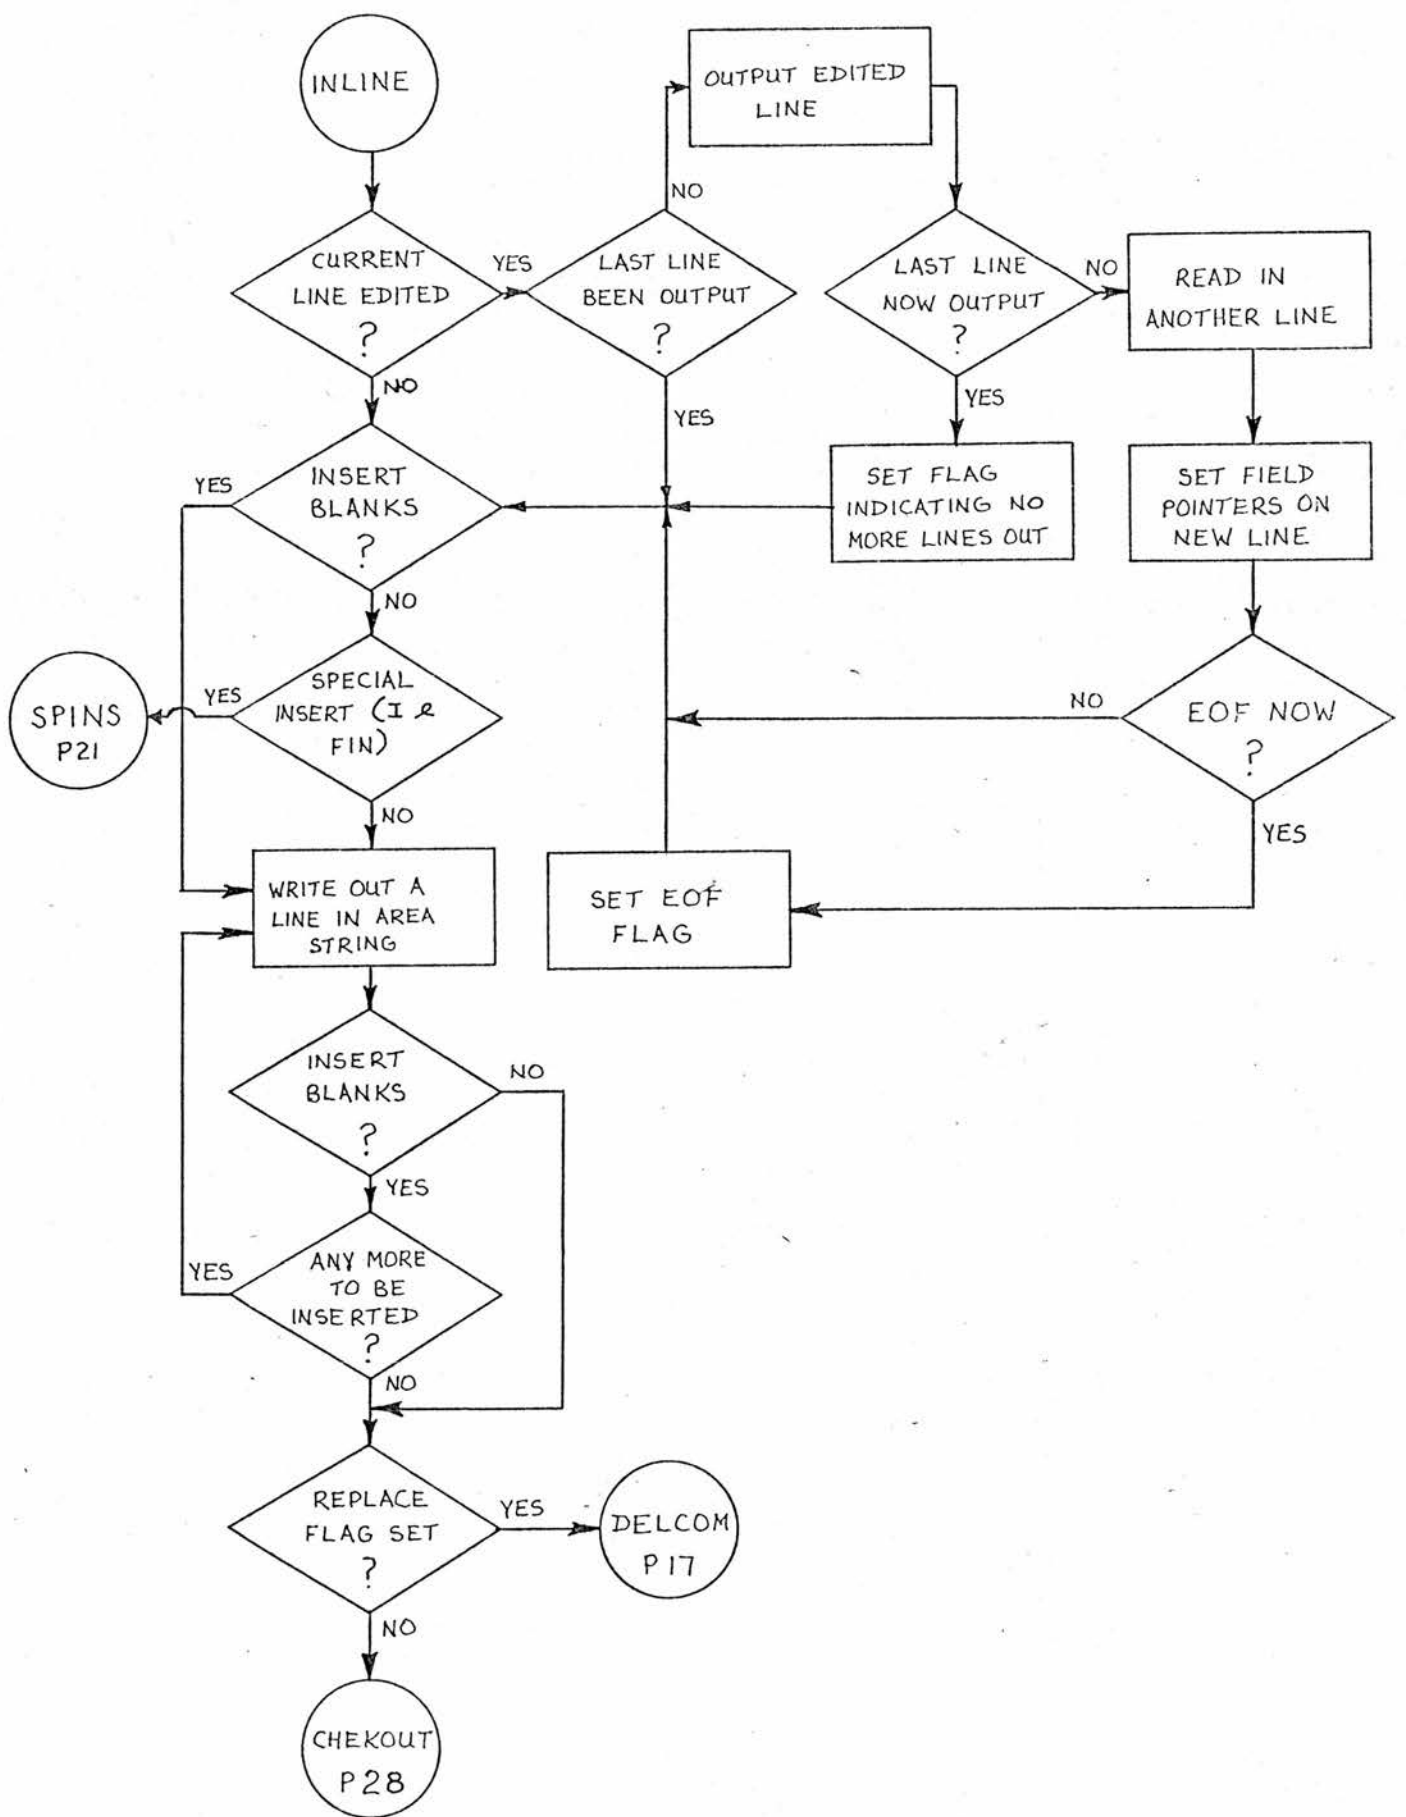 INLINE
OUTPUT EDITED
LINE
NO
CURRENT
LINE EDITED
?
YES
LAST LINE
BEEN OUTPUT
?
LAST LINE
NOW OUTPUT
?
NO
READ IN
ANOTHER LINE
NO
YES
YES
INSERT
BLANKS
?
YES
SET FLAG
INDICATING NO
MORE LINES OUT
SET FIELD
POINTERS ON
NEW LINE
NO
SPINS
P21
YES
SPECIAL
INSERT (I e
FIN)
NO
EOF NOW
?
NO
YES
WRITE OUT A
LINE IN AREA
STRING
SET EOF
FLAG
INSERT
BLANKS
?
NO
YES
YES
ANY MORE
TO BE
INSERTED
?
NO
REPLACE
FLAG SET
?
YES
DELCOM
P17
NO
CHEKOUT
P28